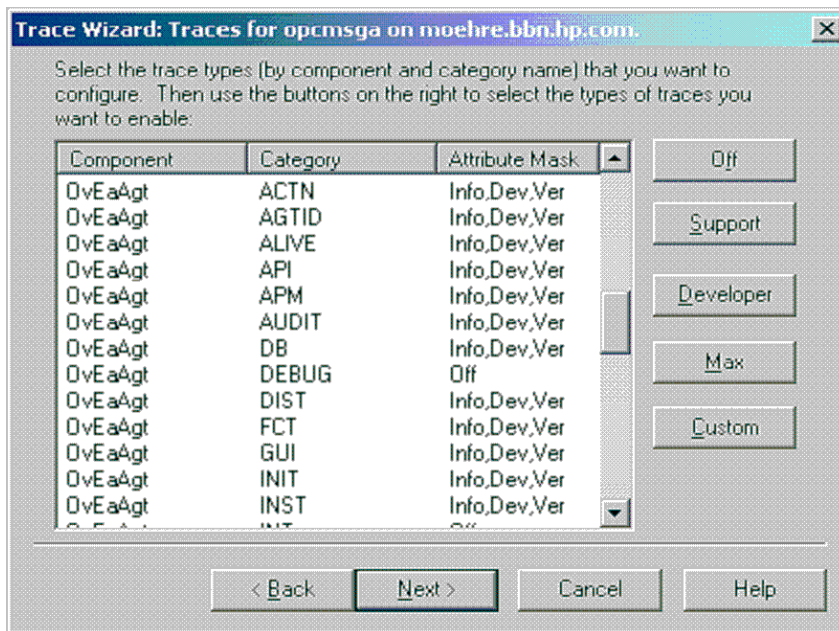 Trace Wizard: Traces for opcmsga on moehre.bbn.hp.com.
Select the trace types (by component and category name) that you want to
configure. Then use the buttons on the right to select the types of traces you
want to enable:
Component Category Attribute Mask
OvEaAgt ACTN Info,Dev,Ver
OvEaAgt AGTID Info,Dev,Ver
OvEaAgt ALIVE Info,Dev,Ver
OvEaAgt API Info,Dev,Ver
OvEaAgt APM Info,Dev,Ver
OvEaAgt AUDIT Info,Dev,Ver
OvEaAgt DB Info,Dev,Ver
OvEaAgt DEBUG Off
OvEaAgt DIST Info,Dev,Ver
OvEaAgt FCT Info,Dev,Ver
OvEaAgt GUI Info,Dev,Ver
OvEaAgt INIT Info,Dev,Ver
OvEaAgt INST Info,Dev,Ver
Off
Support
Developer
Max
Custom
< Back Next > Cancel Help